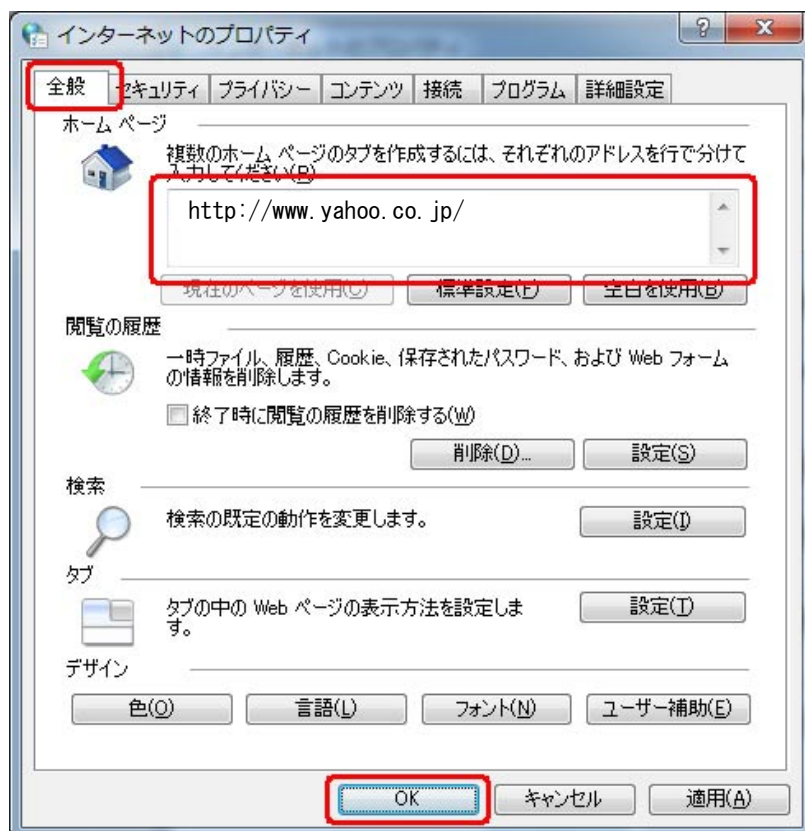 インターネットのプロパティ
全般 セキュリティ プライバシー コンテンツ 接続 プログラム 詳細設定
ホーム ページ
複数のホーム ページのタブを作成するには、それぞれのアドレスを行で分けて
入力してください(R)
http://www.yahoo.co.jp/
現在のページを使用(C) 標準設定(F) 空白を使用(B)
閲覧の履歴
一時ファイル、履歴、Cookie、保存されたパスワード、および Web フォーム
の情報を削除します。
終了時に閲覧の履歴を削除する(W)
削除(D)... 設定(S)
検索
検索の既定の動作を変更します。 設定(I)
タブ
タブの中の Web ページの表示方法を設定しま 設定(T)
す。
デザイン
色(O) 言語(L) フォント(N) ユーザー補助(E)
OK キャンセル 適用(A)